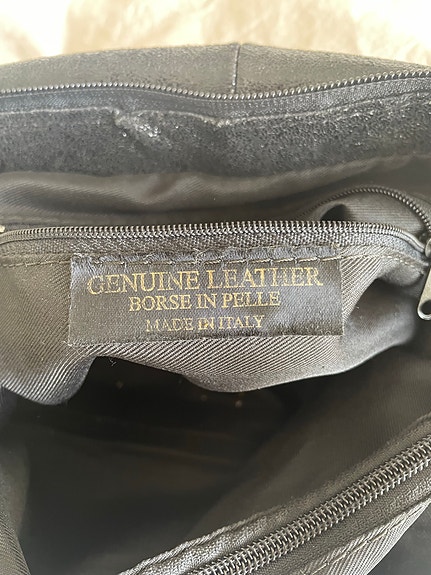 GENUINE LEATHER
BORSE IN PELLE
MADE IN ITALY